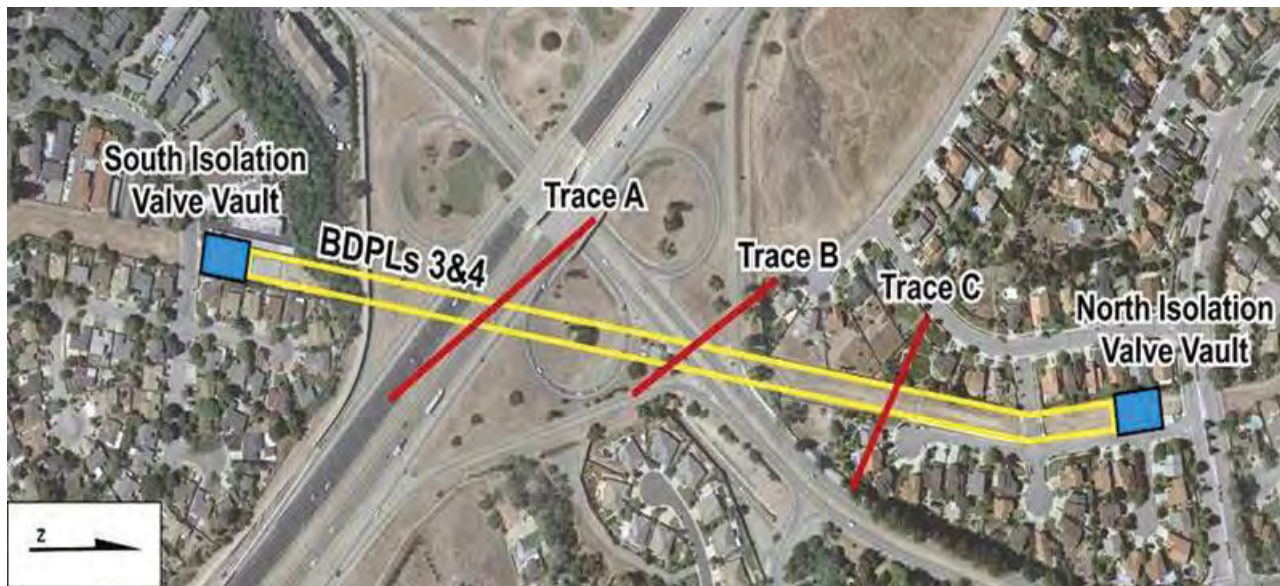 South Isolation
Valve Vault
BDPLs 3&4
Trace A
Trace B
Trace C
North Isolation
Valve Vault
Z